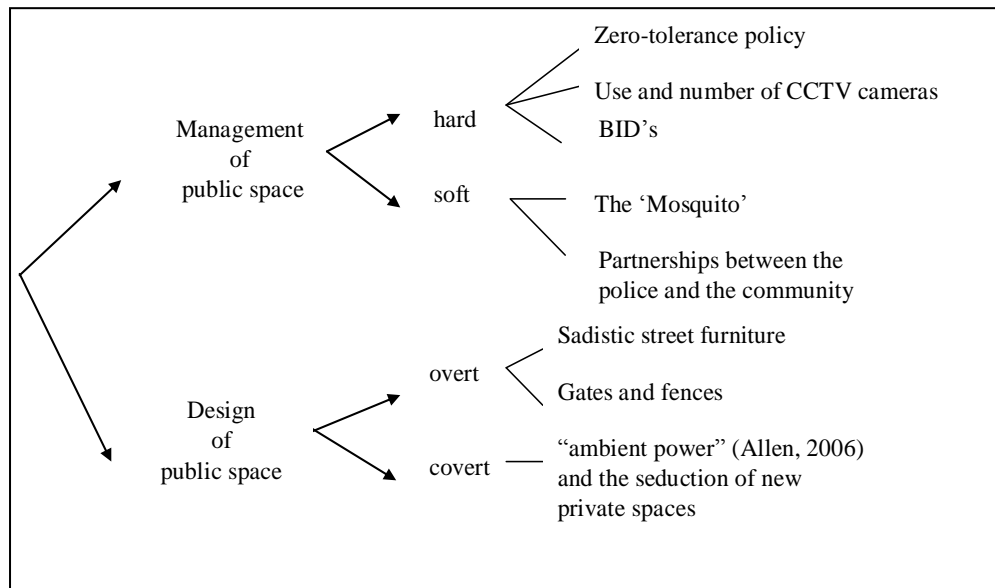 Zero-tolerance policy
Use and number of CCTV cameras
BID’s
hard
Management
of
public space
soft
The ‘Mosquito’
Partnerships between the
police and the community
Sadistic street furniture
overt
Gates and fences
Design
of
public space
covert
“ambient power” (Allen, 2006)
and the seduction of new
private spaces